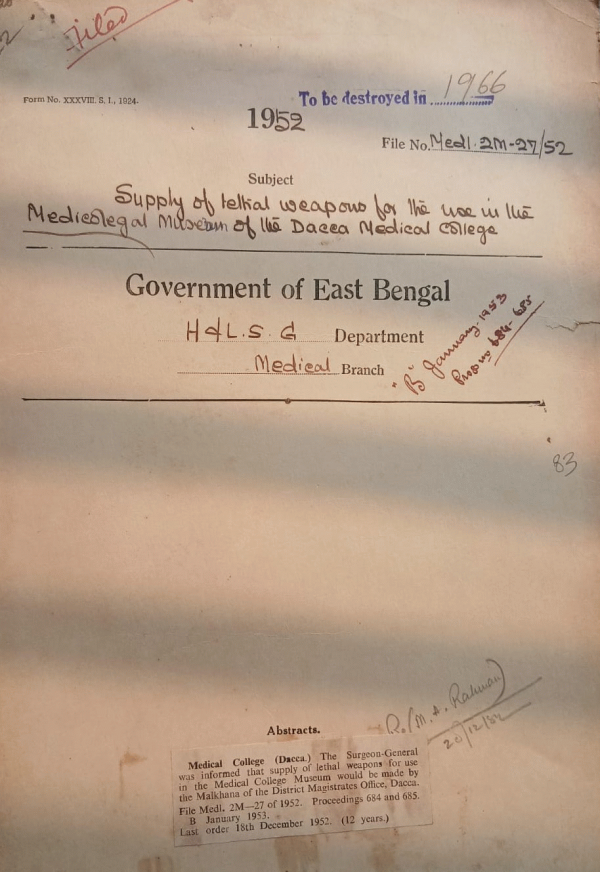 Filed
Form No. XXXVIII. S. I., 1924.
To be destroyed in 1966
1952
File No. Medl. 2M-27/52
Subject
Supply of lethal weapons for the use in the
Medicolegal Museum of the Dacca Medical College
Government of East Bengal
H & L. S. G Department
Medical Branch
"B" January 1953
Progs 684-685
83
R. (M. A. Rahman)
20/12/52
Abstracts.
Medical College (Dacca.) The Surgeon-General
was informed that supply of lethal weapons for use
in the Medical College Museum would be made by
the Malkhana of the District Magistrates Office, Dacca.
File Medl. 2M—27 of 1952. Proceedings 684 and 685.
B January 1953.
Last order 18th December 1952. (12 years.)